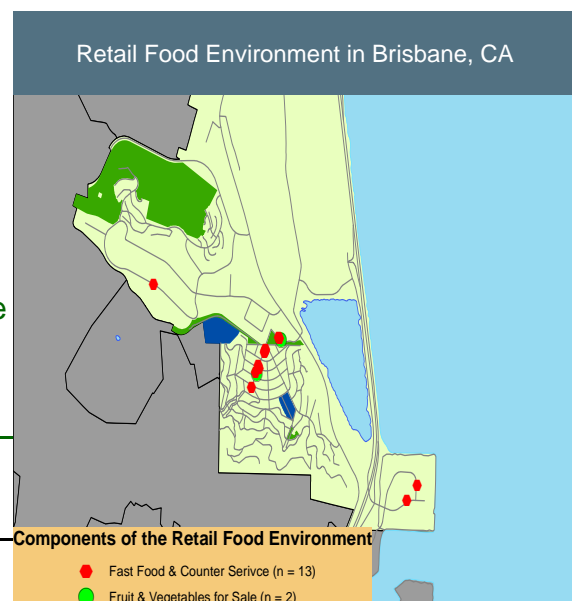 Retail Food Environment in Brisbane, CA
e
Components of the Retail Food Environment
Fast Food & Counter Serivce (n = 13)
Fruit & Vegetables for Sale (n = 2)